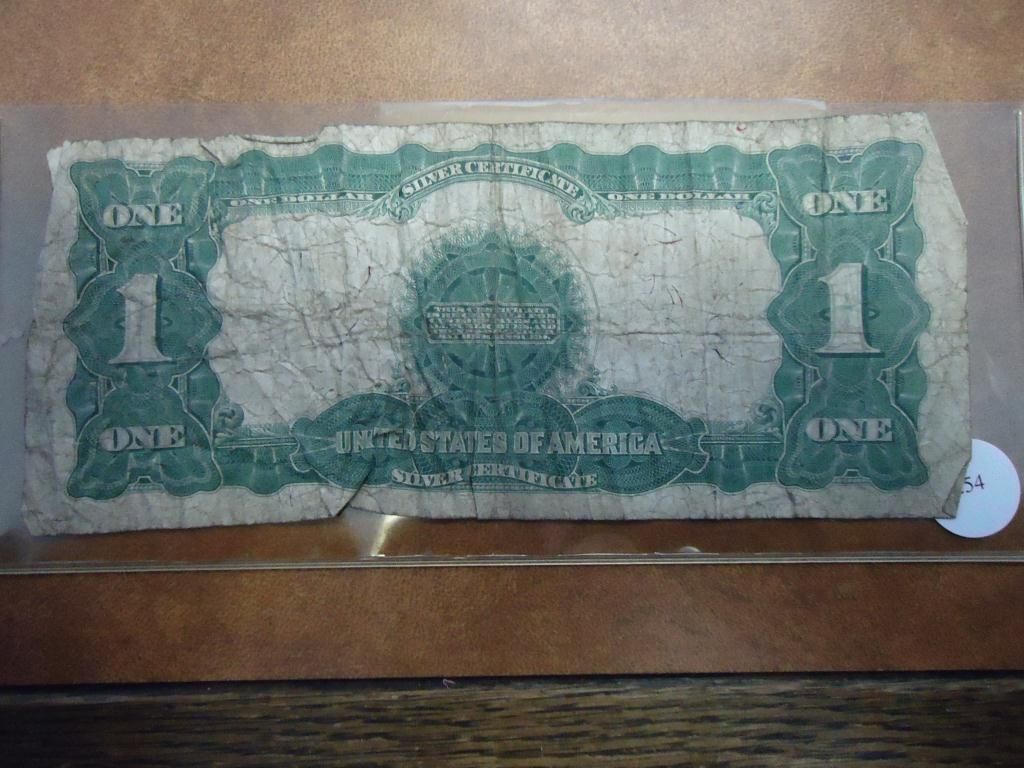 SILVER CERTIFICATE
ONE DOLLAR ONE DOLLAR
ONE ONE
1 1
ONE ONE
UNITED STATES OF AMERICA
SILVER CERTIFICATE
54